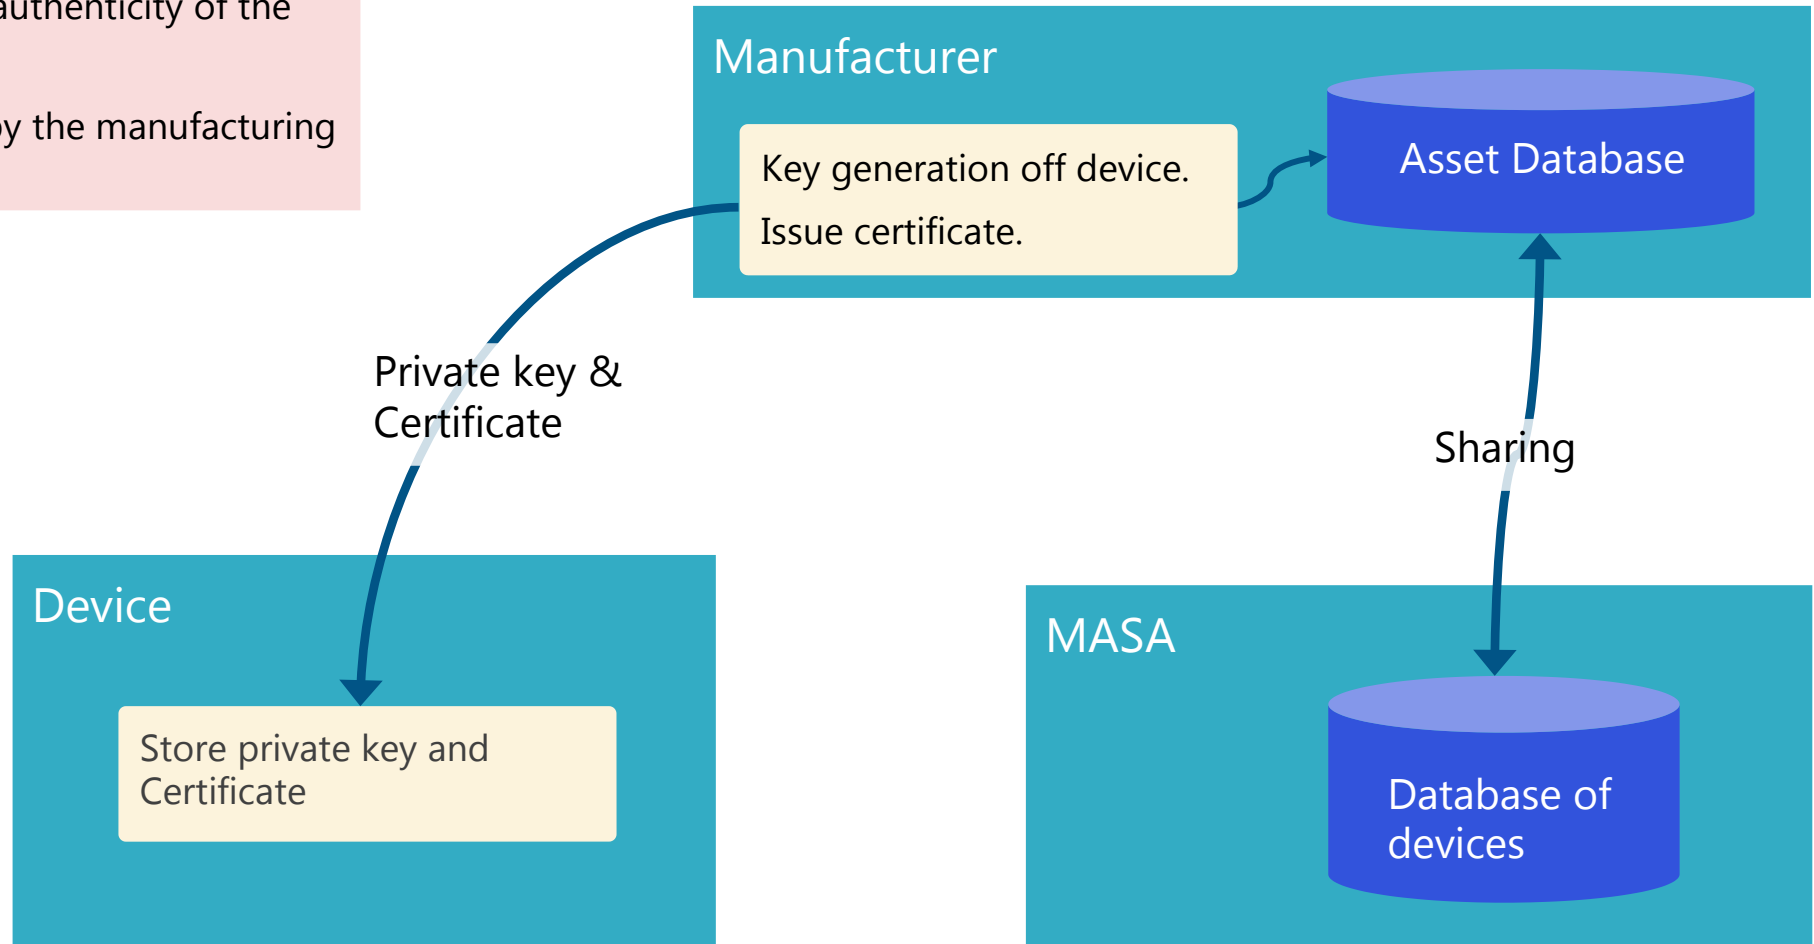 authenticity of the
by the manufacturing
Manufacturer
Key generation off device.
Issue certificate.
Asset Database
Private key &
Certificate
Sharing
Device
Store private key and
Certificate
MASA
Database of
devices